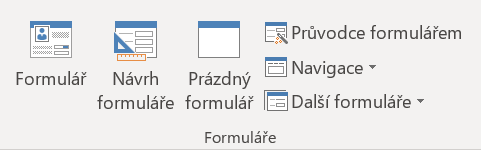 Formulář
Návrh
formuláře
Prázdný
formulář
Průvodce formulářem
Navigace
Další formuláře
Formuláře